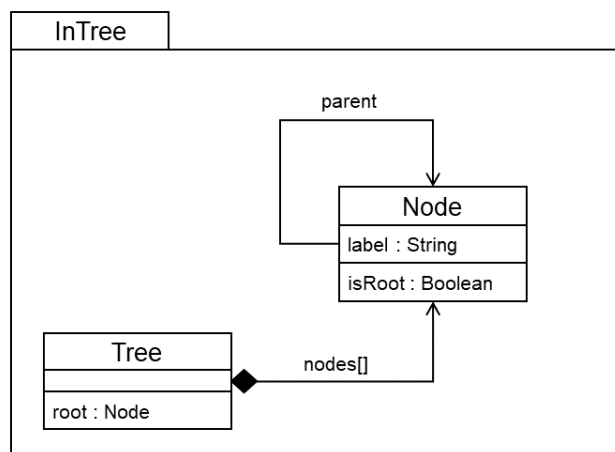 InTree
parent
Node
label : String
isRoot : Boolean
Tree
nodes[]
root : Node